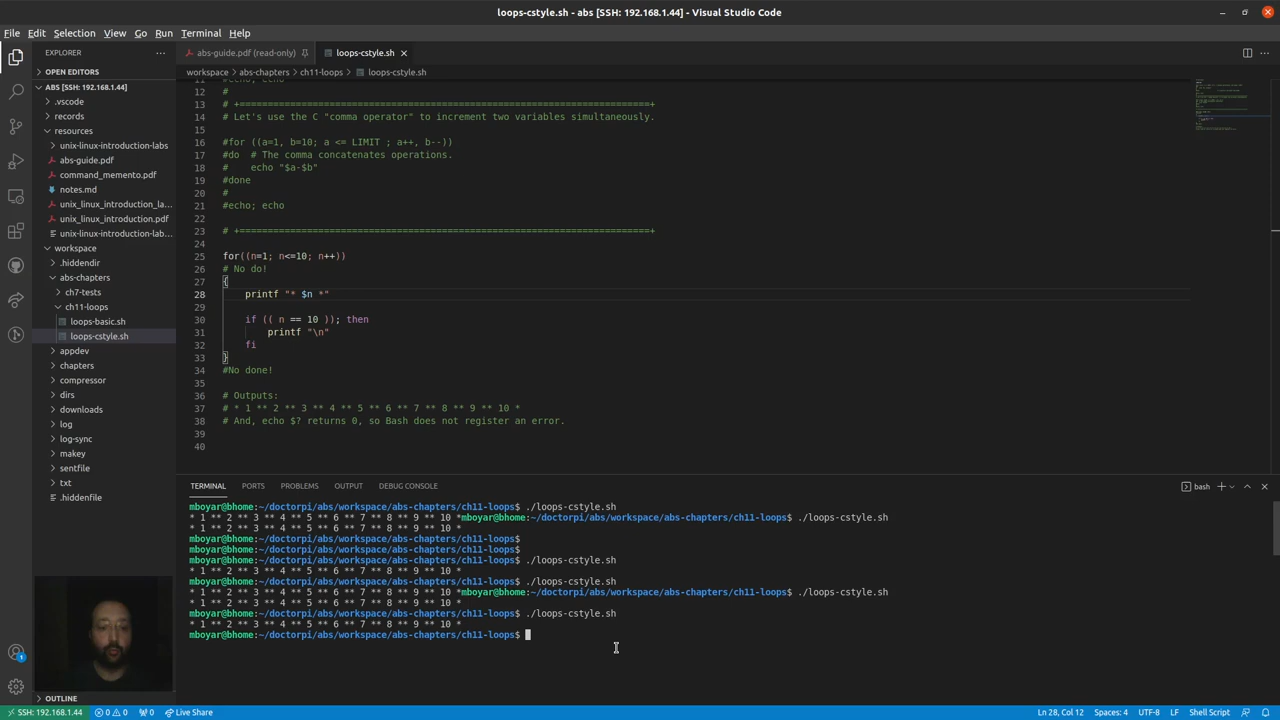 loops-cstyle.sh - abs [SSH: 192.168.1.44] - Visual Studio Code
File Edit Selection View Go Run Terminal Help
EXPLORER
OPEN EDITORS
ABS [SSH: 192.168.1.44]
.vscode
records
resources
unix-linux-introduction-labs
abs-guide.pdf
command_memento.pdf
notes.md
unix_linux_introduction_la...
unix_linux_introduction.pdf
unix-linux-introduction-lab...
workspace
.hiddendir
abs-chapters
ch7-tests
ch11-loops
loops-basic.sh
loops-cstyle.sh
appdev
chapters
compressor
dirs
downloads
log
log-sync
makey
sentfile
txt
.hiddenfile
OUTLINE
abs-guide.pdf (read-only) loops-cstyle.sh
workspace > abs-chapters > ch11-loops > loops-cstyle.sh
11 #echo; echo
12 #
13 # +=========================================================================+
14 # Let's use the C "comma operator" to increment two variables simultaneously.
15
16 #for ((a=1, b=10; a <= LIMIT ; a++, b--))
17 #do  # The comma concatenates operations.
18 #    echo "$a-$b"
19 #done
20 #
21 #echo; echo
22
23 # +=========================================================================+
24
25 for((n=1; n<=10; n++))
26 # No do!
27 {
28     printf "* $n *"
29
30     if (( n == 10 )); then
31         printf "\n"
32     fi
33 }
34 #No done!
35
36 # Outputs:
37 # * 1 ** 2 ** 3 ** 4 ** 5 ** 6 ** 7 ** 8 ** 9 ** 10 *
38 # And, echo $? returns 0, so Bash does not register an error.
39
40
TERMINAL PORTS PROBLEMS OUTPUT DEBUG CONSOLE bash
mboyar@bhome:~/doctorpi/abs/workspace/abs-chapters/ch11-loops$ ./loops-cstyle.sh
* 1 ** 2 ** 3 ** 4 ** 5 ** 6 ** 7 ** 8 ** 9 ** 10 *mboyar@bhome:~/doctorpi/abs/workspace/abs-chapters/ch11-loops$ ./loops-cstyle.sh
* 1 ** 2 ** 3 ** 4 ** 5 ** 6 ** 7 ** 8 ** 9 ** 10 *
mboyar@bhome:~/doctorpi/abs/workspace/abs-chapters/ch11-loops$
mboyar@bhome:~/doctorpi/abs/workspace/abs-chapters/ch11-loops$
mboyar@bhome:~/doctorpi/abs/workspace/abs-chapters/ch11-loops$ ./loops-cstyle.sh
* 1 ** 2 ** 3 ** 4 ** 5 ** 6 ** 7 ** 8 ** 9 ** 10 *
mboyar@bhome:~/doctorpi/abs/workspace/abs-chapters/ch11-loops$ ./loops-cstyle.sh
* 1 ** 2 ** 3 ** 4 ** 5 ** 6 ** 7 ** 8 ** 9 ** 10 *mboyar@bhome:~/doctorpi/abs/workspace/abs-chapters/ch11-loops$ ./loops-cstyle.sh
* 1 ** 2 ** 3 ** 4 ** 5 ** 6 ** 7 ** 8 ** 9 ** 10 *
mboyar@bhome:~/doctorpi/abs/workspace/abs-chapters/ch11-loops$ ./loops-cstyle.sh
* 1 ** 2 ** 3 ** 4 ** 5 ** 6 ** 7 ** 8 ** 9 ** 10 *
mboyar@bhome:~/doctorpi/abs/workspace/abs-chapters/ch11-loops$
1
SSH: 192.168.1.44 0 0 0 Live Share Ln 28, Col 12 Spaces: 4 UTF-8 LF Shell Script